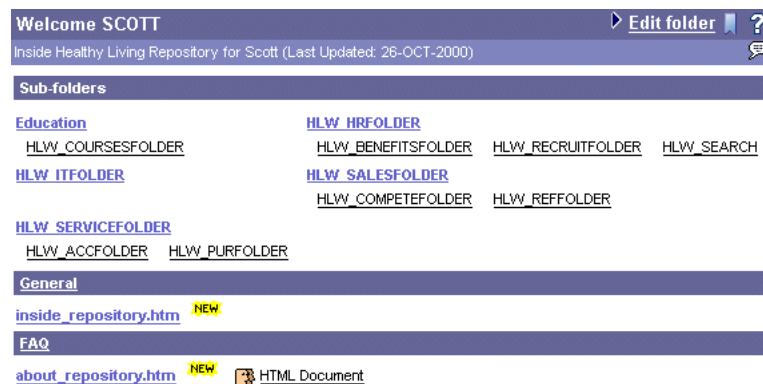 Welcome SCOTT Edit folder ?
Inside Healthy Living Repository for Scott (Last Updated: 26-OCT-2000)
Sub-folders
Education HLW_HRFOLDER
HLW_COURSESFOLDER HLW_BENEFITSFOLDER HLW_RECRUITFOLDER HLW_SEARCH
HLW_ITFOLDER HLW_SALESFOLDER
HLW_COMPETEFOLDER HLW_REFFOLDER
HLW_SERVICEFOLDER
HLW_ACCFOLDER HLW_PURFOLDER
General
inside_repository.htm NEW
FAQ
about_repository.htm NEW HTML Document